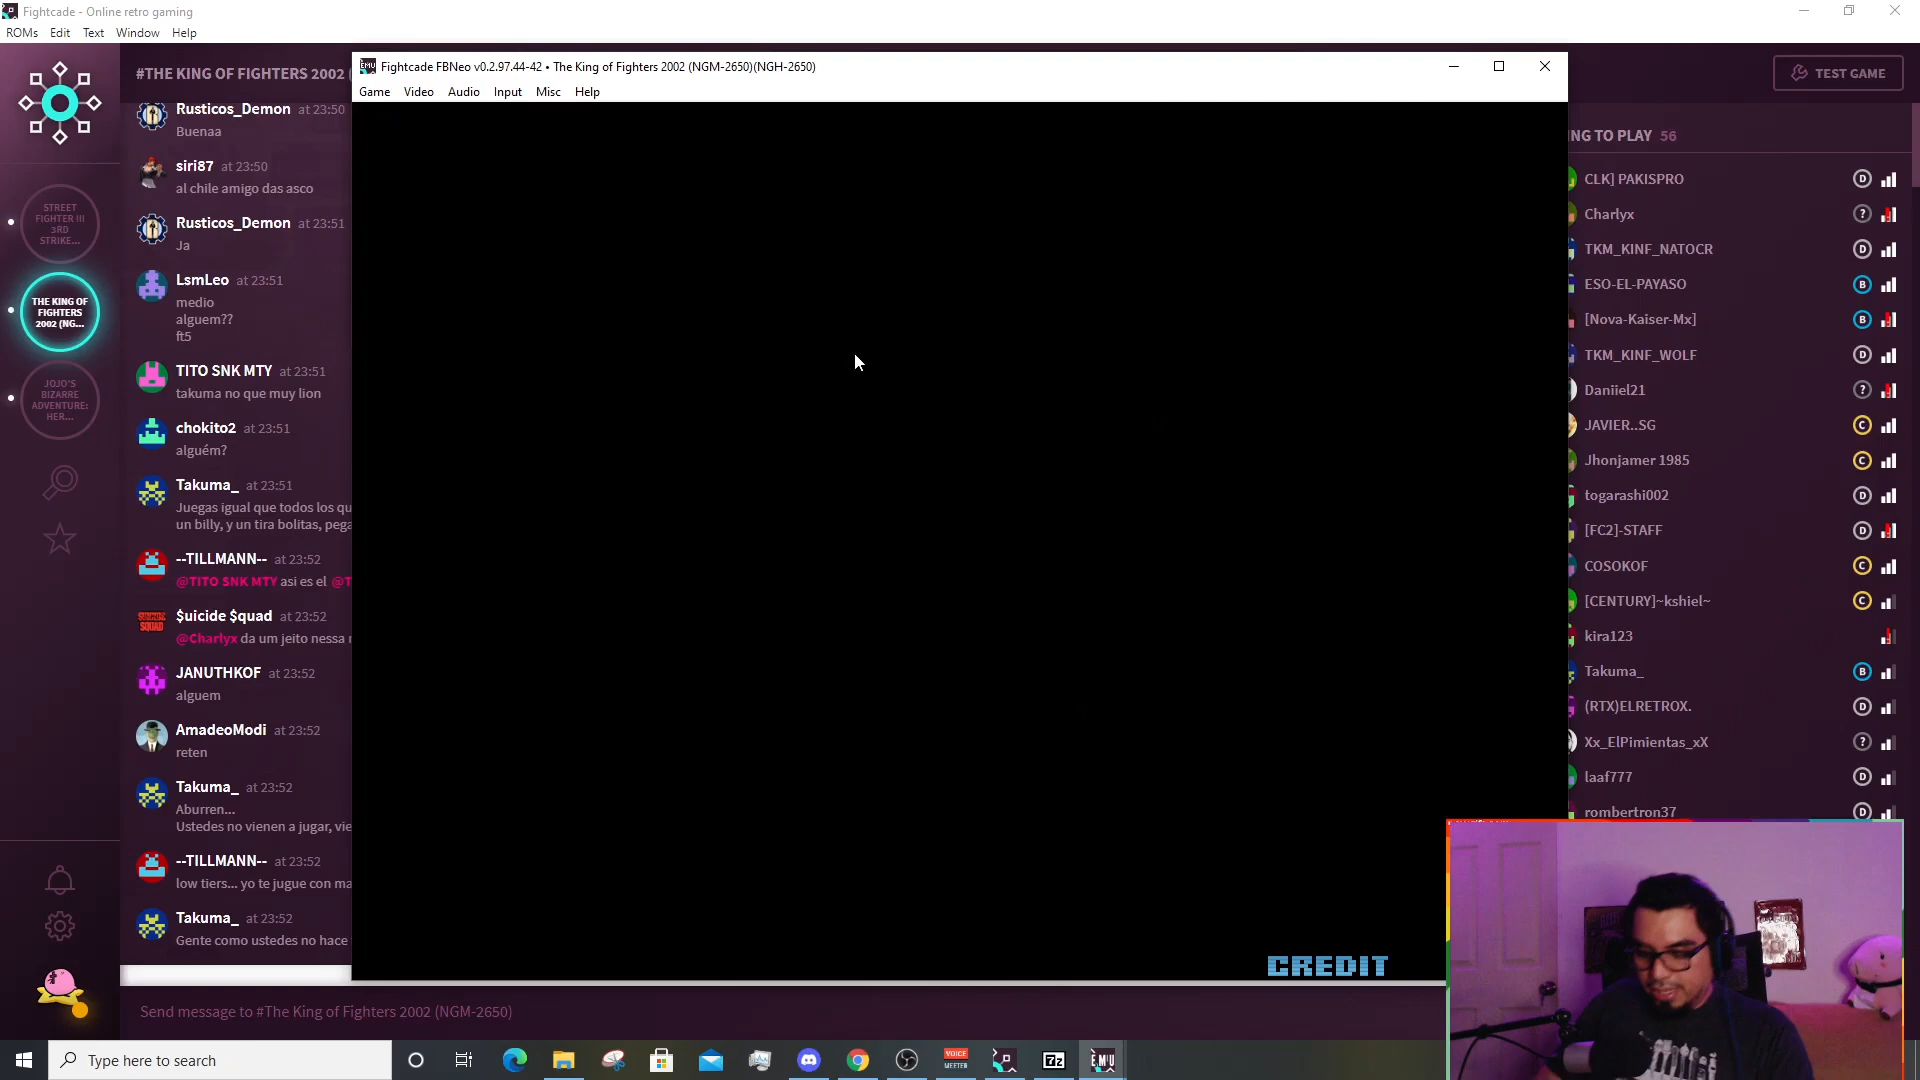 Fightcade - Online retro gaming
ROMs Edit Text Window Help
#THE KING OF FIGHTERS 2002 (
Fightcade FBNeo v0.2.97.44-42 • The King of Fighters 2002 (NGM-2650)(NGH-2650)
Game Video Audio Input Misc Help
TEST GAME
STREET
FIGHTER III
3RD
STRIKE...
THE KING OF
FIGHTERS
2002 (NG...
JOJO'S
BIZARRE
ADVENTURE:
HER...
Rusticos_Demon at 23:50
Buenaa
siri87 at 23:50
al chile amigo das asco
Rusticos_Demon at 23:51
Ja
LsmLeo at 23:51
medio
alguem??
ft5
TITO SNK MTY at 23:51
takuma no que muy lion
chokito2 at 23:51
alguém?
Takuma_ at 23:51
Juegas igual que todos los qu
un billy, y un tira bolitas, pega
--TILLMANN-- at 23:52
@TITO SNK MTY asi es el @T
$uicide $quad at 23:52
@Charlyx da um jeito nessa
JANUTHKOF at 23:52
alguem
AmadeoModi at 23:52
reten
Takuma_ at 23:52
Aburren...
Ustedes no vienen a jugar, vie
--TILLMANN-- at 23:52
low tiers... yo te jugue con ma
Takuma_ at 23:52
Gente como ustedes no hace
Send message to #The King of Fighters 2002 (NGM-2650)
CREDIT
NG TO PLAY 56
CLK] PAKISPRO D
Charlyx ?
TKM_KINF_NATOCR D
ESO-EL-PAYASO B
[Nova-Kaiser-Mx] B
TKM_KINF_WOLF D
Daniiel21 ?
JAVIER..SG C
Jhonjamer 1985 C
togarashi002 D
[FC2]-STAFF D
COSOKOF C
[CENTURY]~kshiel~ C
kira123
Takuma_ B
(RTX)ELRETROX. D
Xx_ElPimientas_xX ?
laaf777 D
rombertron37 D
Type here to search
VOICE
MEETER
7z
EMU